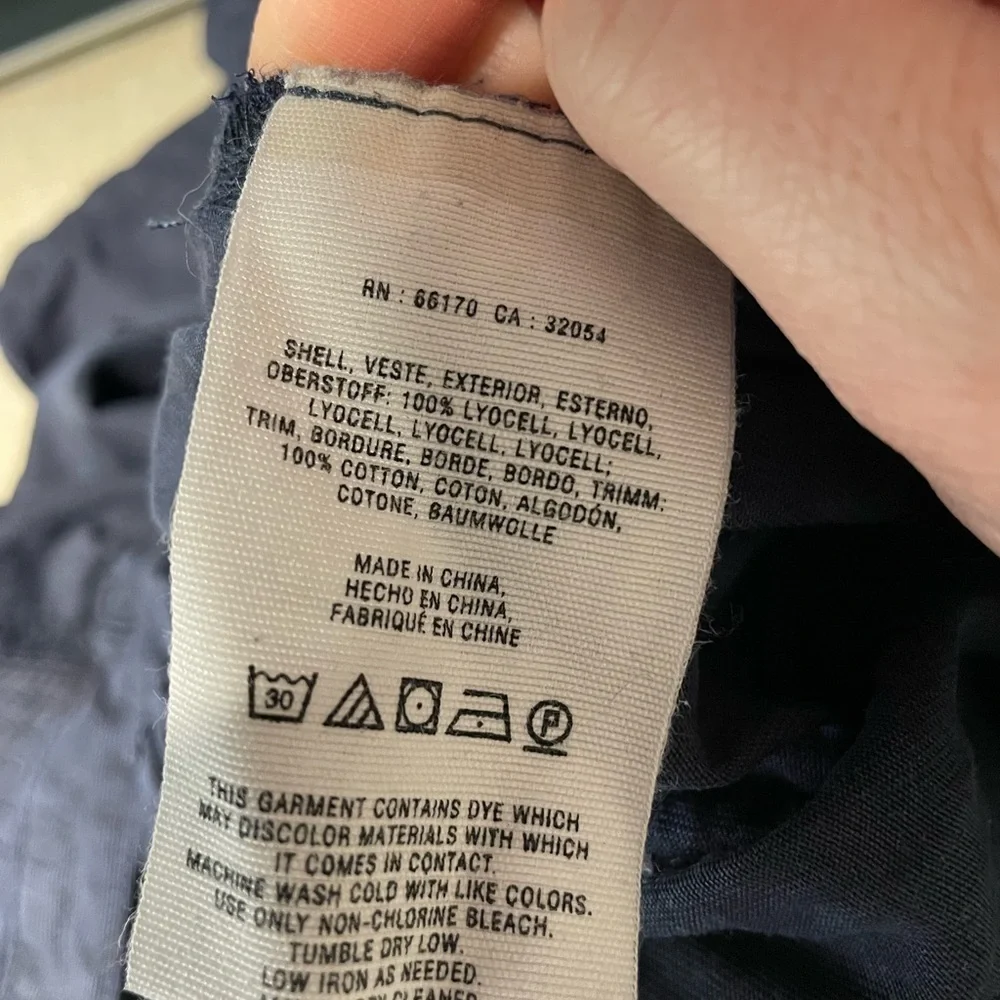 RN : 66170 CA : 32054
SHELL, VESTE, EXTERIOR, ESTERNO,
OBERSTOFF: 100% LYOCELL, LYOCELL,
LYOCELL, LYOCELL, LYOCELL;
TRIM, BORDURE, BORDE, BORDO, TRIMM:
100% COTTON, COTON, ALGODÓN,
COTONE, BAUMWOLLE
MADE IN CHINA,
HECHO EN CHINA,
FABRIQUÉ EN CHINE
30
P
THIS GARMENT CONTAINS DYE WHICH
MAY DISCOLOR MATERIALS WITH WHICH
IT COMES IN CONTACT.
MACHINE WASH COLD WITH LIKE COLORS.
USE ONLY NON-CHLORINE BLEACH.
TUMBLE DRY LOW.
LOW IRON AS NEEDED.
CLEANED